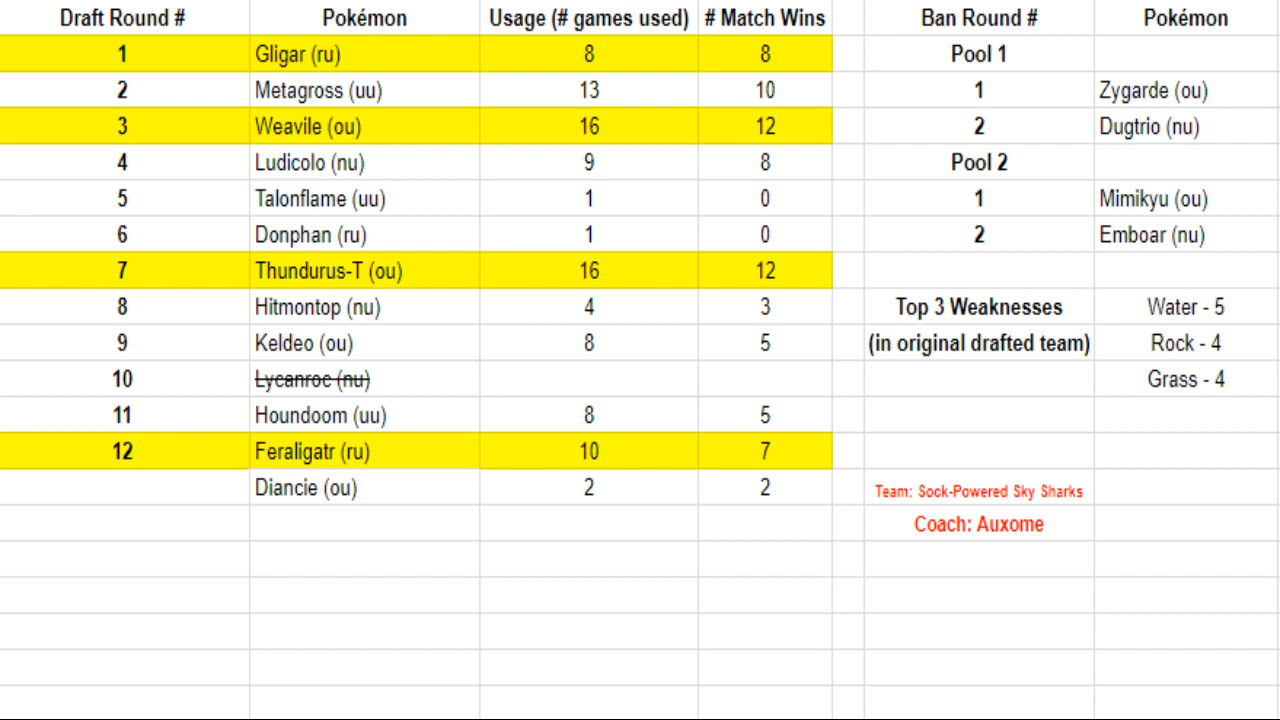 Draft Round # Pokémon Usage (# games used) # Match Wins Ban Round # Pokémon
1 Gligar (ru) 8 8 Pool 1
2 Metagross (uu) 13 10 1 Zygarde (ou)
3 Weavile (ou) 16 12 2 Dugtrio (nu)
4 Ludicolo (nu) 9 8 Pool 2
5 Talonflame (uu) 1 0 1 Mimikyu (ou)
6 Donphan (ru) 1 0 2 Emboar (nu)
7 Thundurus-T (ou) 16 12
8 Hitmontop (nu) 4 3 Top 3 Weaknesses Water - 5
9 Keldeo (ou) 8 5 (in original drafted team) Rock - 4
10 Lycanroc (nu) Grass - 4
11 Houndoom (uu) 8 5
12 Feraligatr (ru) 10 7
Diancie (ou) 2 2 Team: Sock-Powered Sky Sharks
Coach: Auxome